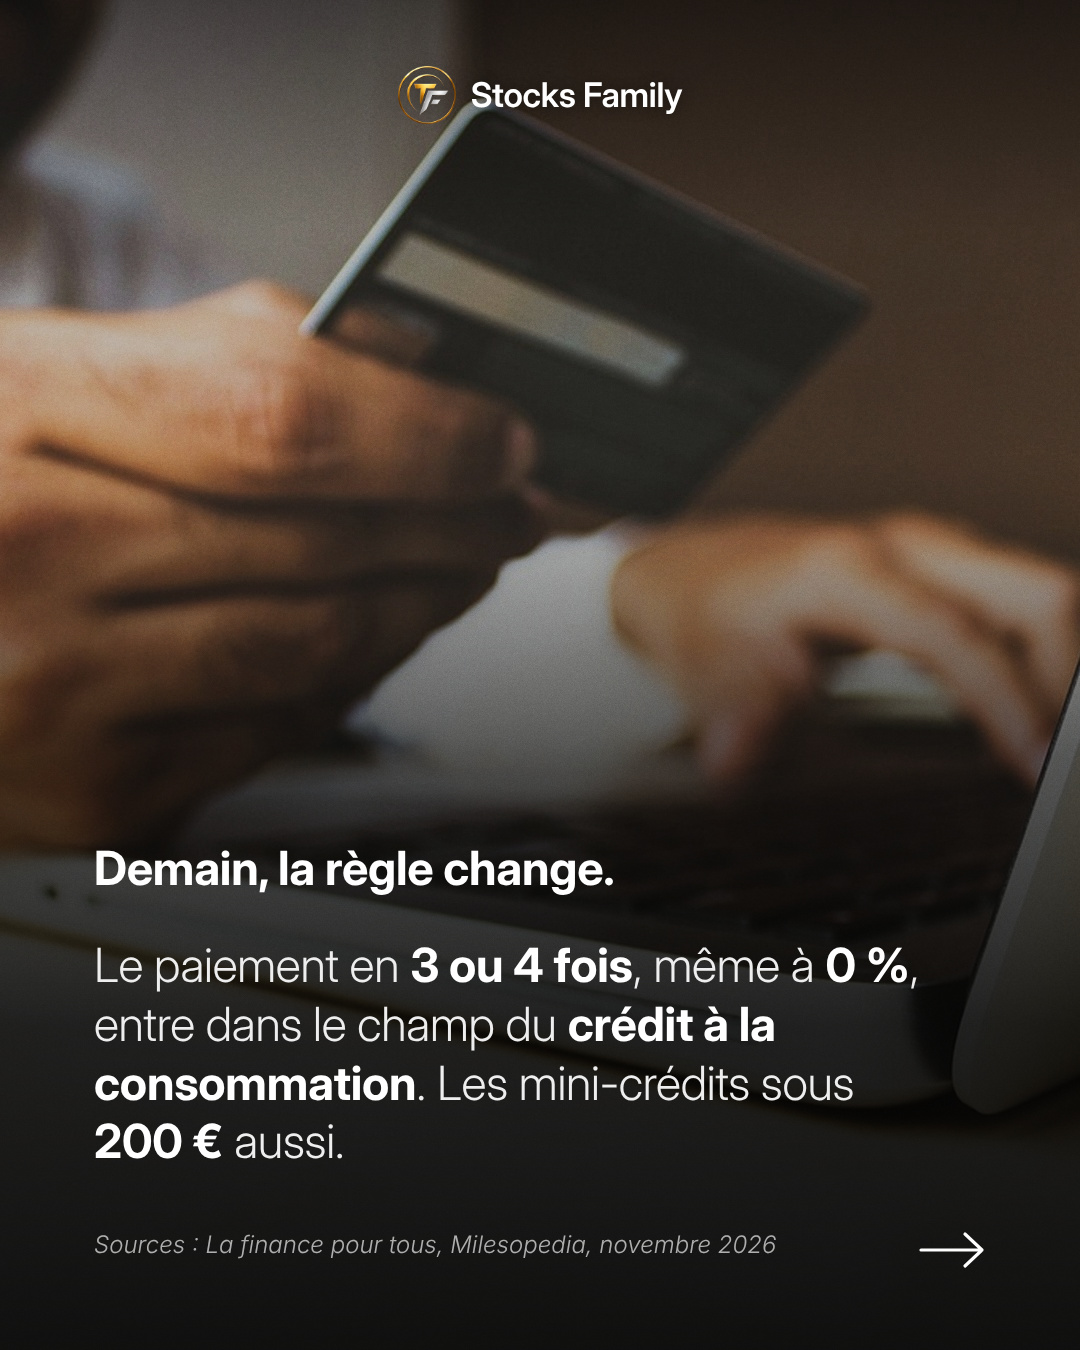 TF Stocks Family
Demain, la règle change.
Le paiement en 3 ou 4 fois, même à 0 %,
entre dans le champ du crédit à la
consommation. Les mini-crédits sous
200 € aussi.
Sources : La finance pour tous, Milesopedia, novembre 2026